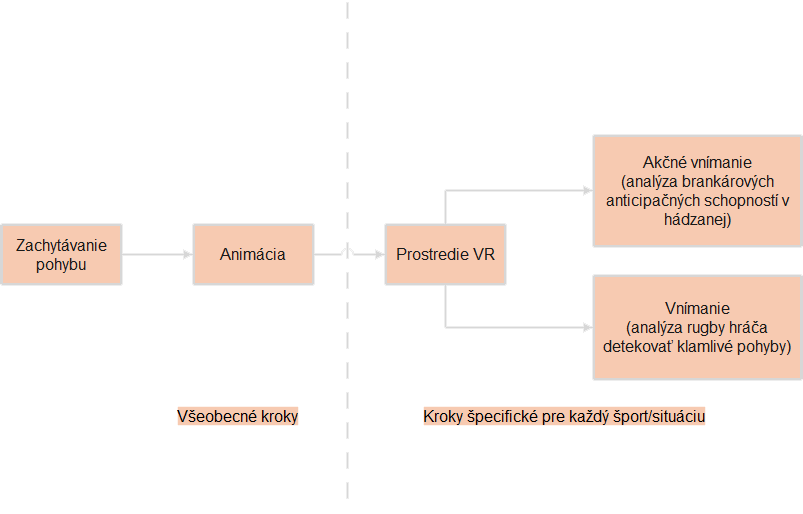 Zachytávanie
pohybu
Animácia
Prostredie VR
Akčné vnímanie
(analýza brankárových
anticipačných schopností v
hádzanej)
Vnímanie
(analýza rugby hráča
detekovať klamlivé pohyby)
Všeobecné kroky
Kroky špecifické pre každý šport/situáciu